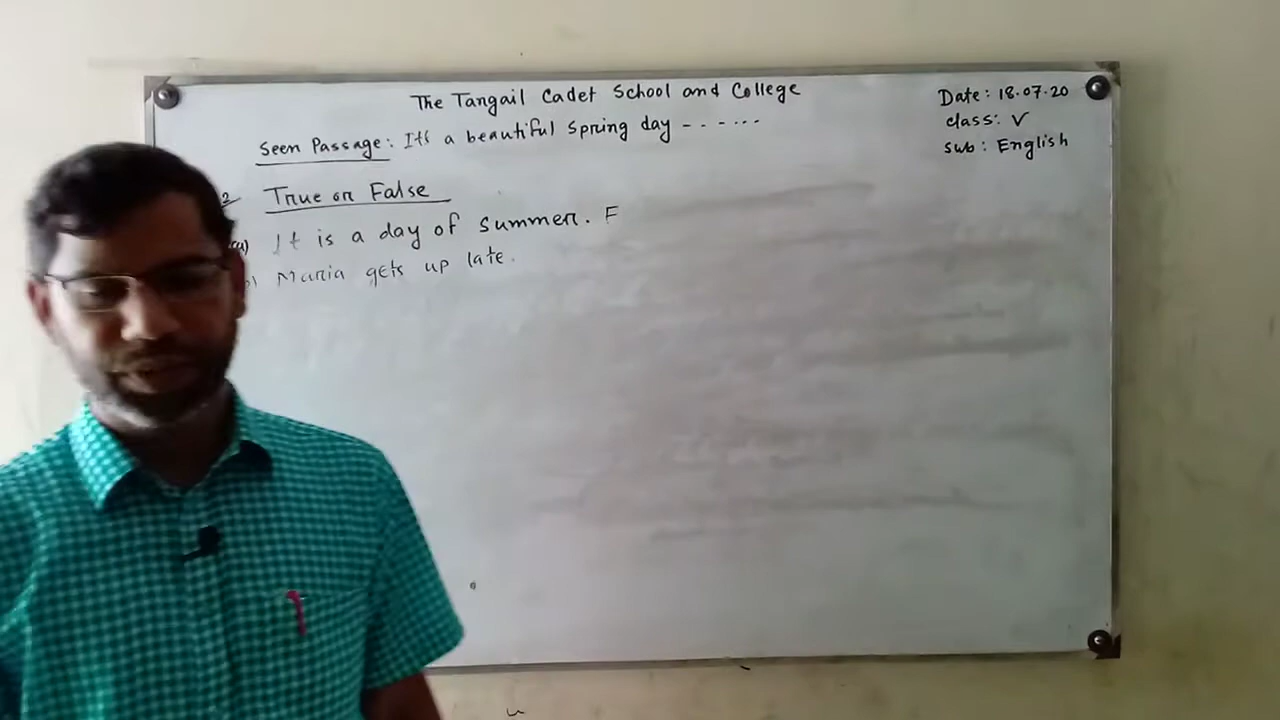 The Tangail Cadet School and College
Date: 18.07.20
class: V
Sub: English
Seen Passage: It's a beautiful spring day - - - - - -
2 True or False
(a) It is a day of summer. F
Maria gets up late.